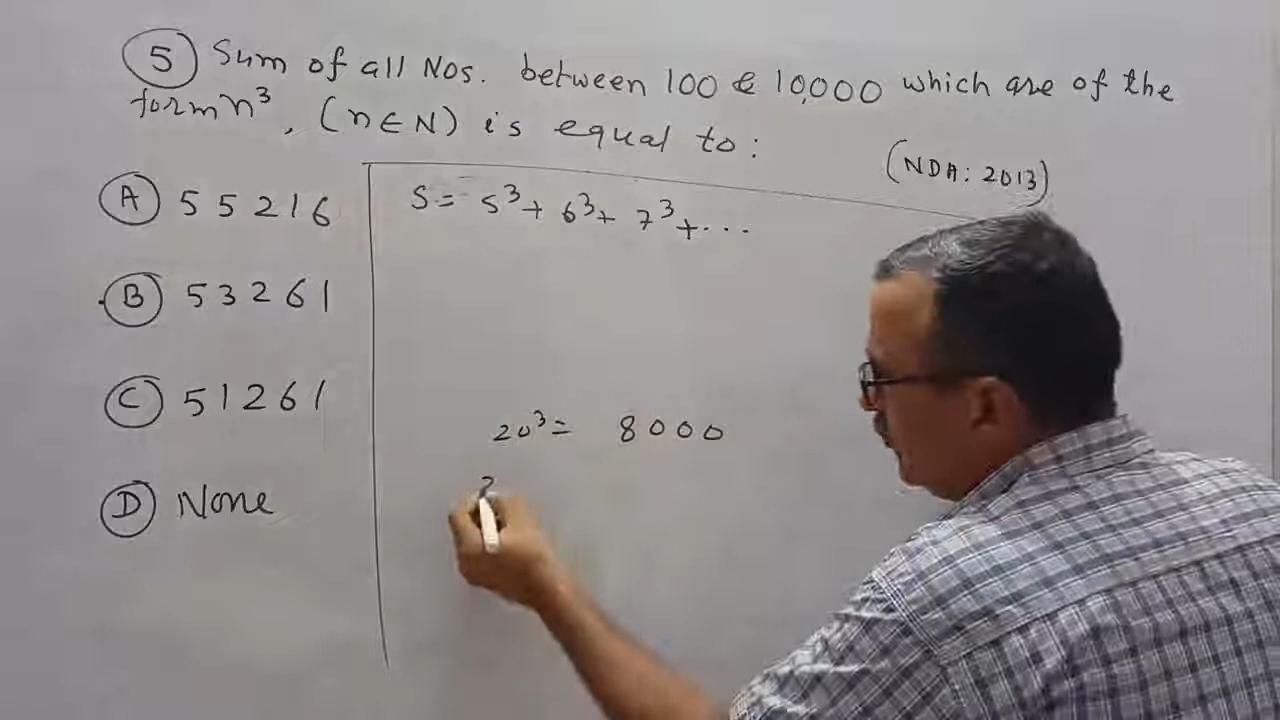 5 Sum of all Nos. between 100 & 10,000 which are of the
form n³, (n∈N) is equal to:
(NDA: 2013)
A 55216
B 53261
C 51261
D None
S = 5³ + 6³ + 7³ + ...
20³ = 8000
2